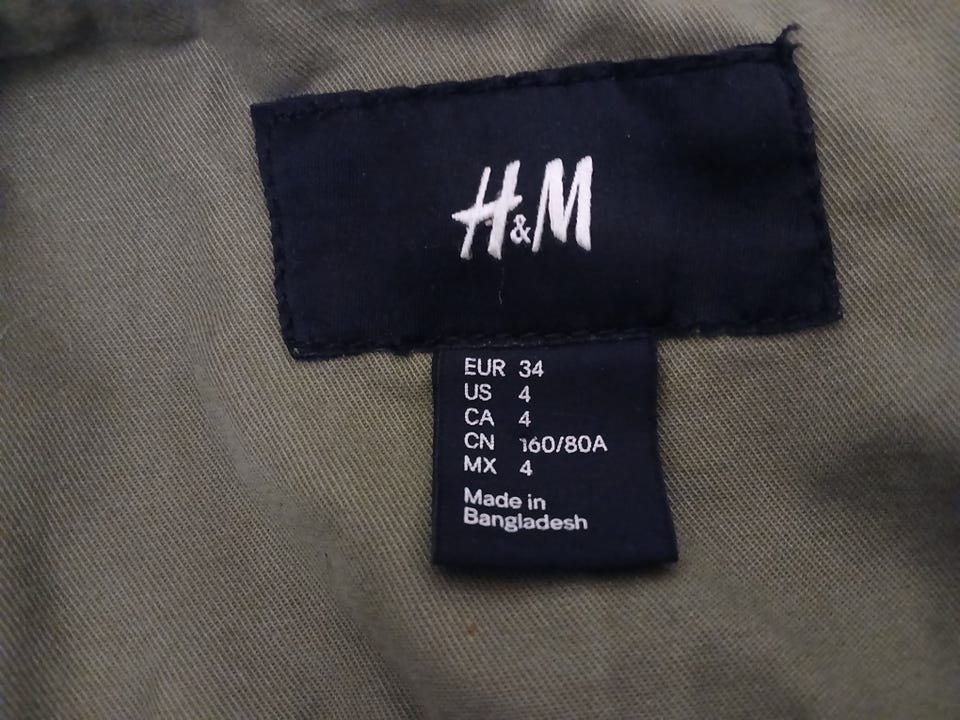 H&M
EUR 34
US 4
CA 4
CN 160/80A
MX 4
Made in
Bangladesh